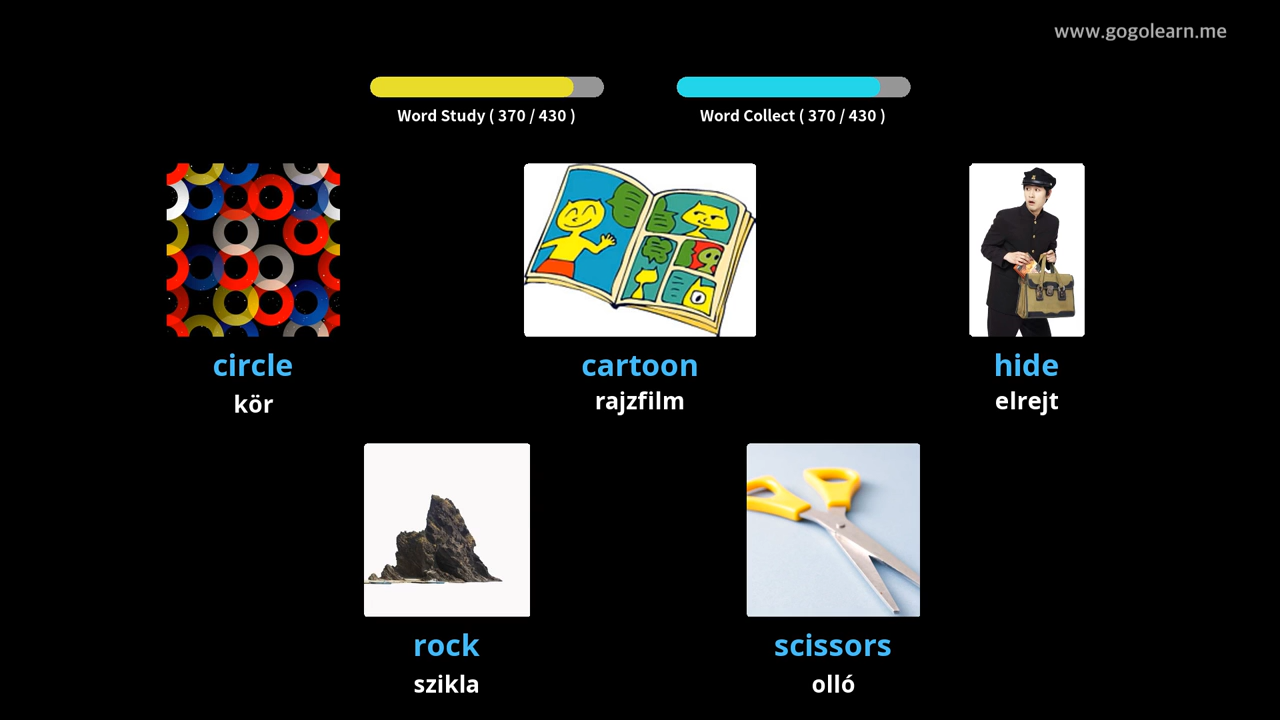 www.gogolearn.me
Word Study ( 370 / 430 )
Word Collect ( 370 / 430 )
circle
kör
cartoon
rajzfilm
hide
elrejt
rock
szikla
scissors
olló